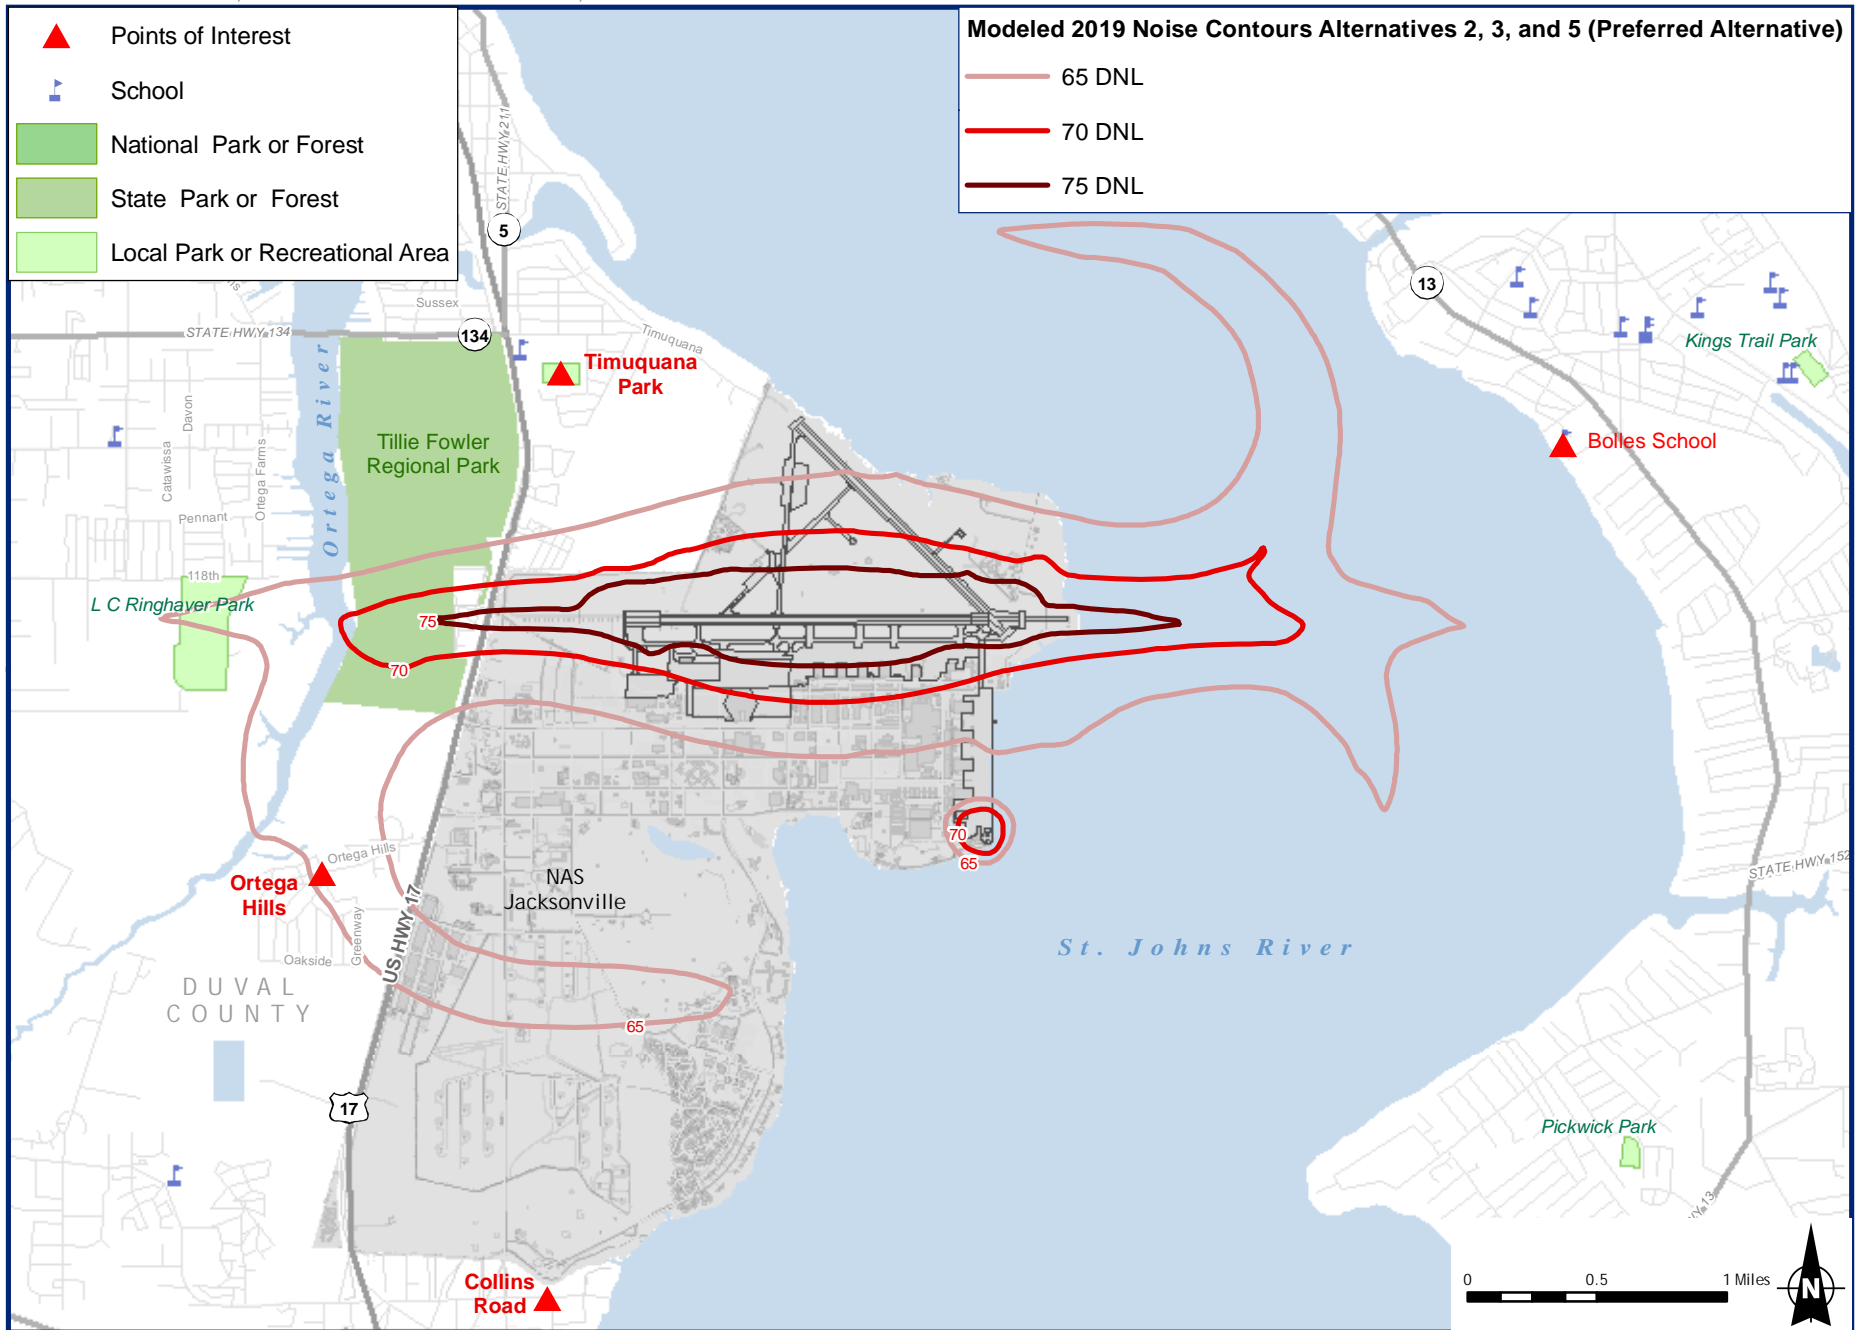 Points of Interest
School
National Park or Forest
State Park or Forest
Local Park or Recreational Area
Modeled 2019 Noise Contours Alternatives 2, 3, and 5 (Preferred Alternative)
65 DNL
70 DNL
75 DNL
STATE HWY 211
5
13
Sussex
STATE HWY 134
134
Timuquana
Timuquana
Park
Kings Trail Park
Bolles School
Ortega River
Tillie Fowler
Regional Park
Davon
Catawissa
Ortega Farms
Pennant
118th
L C Ringhaver Park
75
70
70
65
Ortega Hills
Ortega
Hills
NAS
Jacksonville
STATE HWY 152
US HWY 17
Greenway
Oakside
St. Johns River
DUVAL
COUNTY
65
17
Pickwick Park
Collins
Road
0 0.5 1 Miles
N